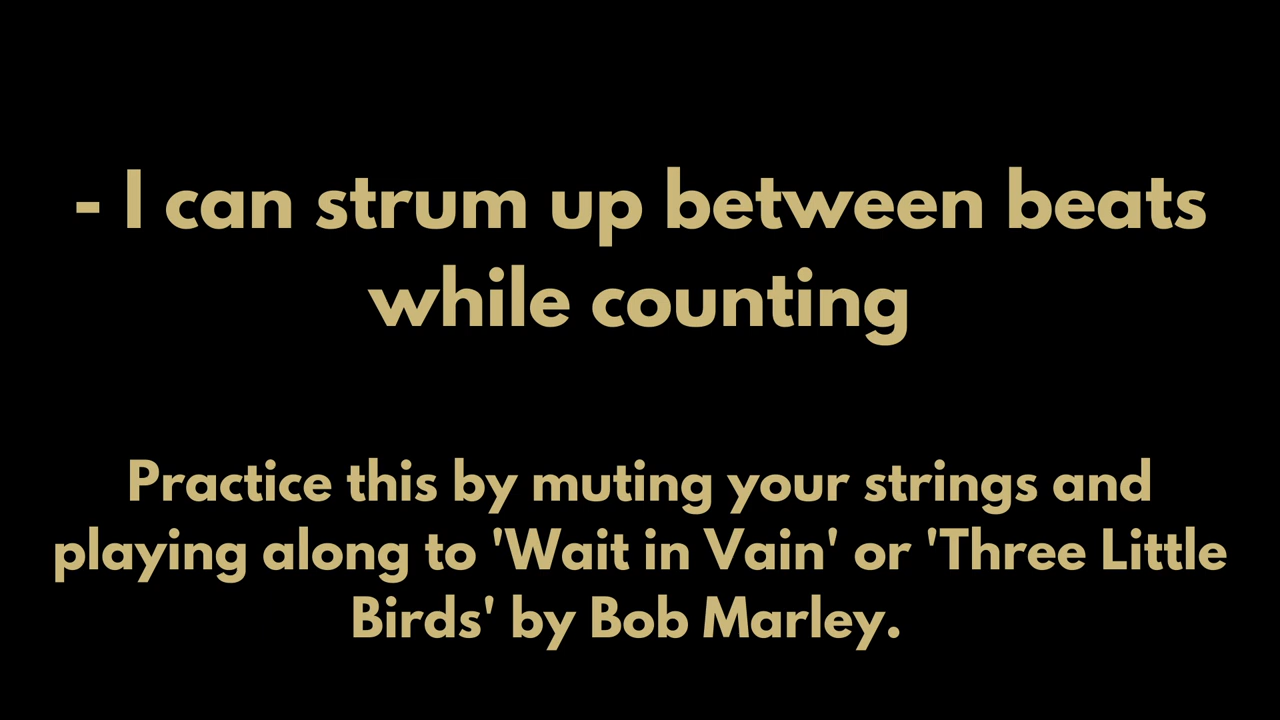 - I can strum up between beats
while counting
Practice this by muting your strings and
playing along to 'Wait in Vain' or 'Three Little
Birds' by Bob Marley.